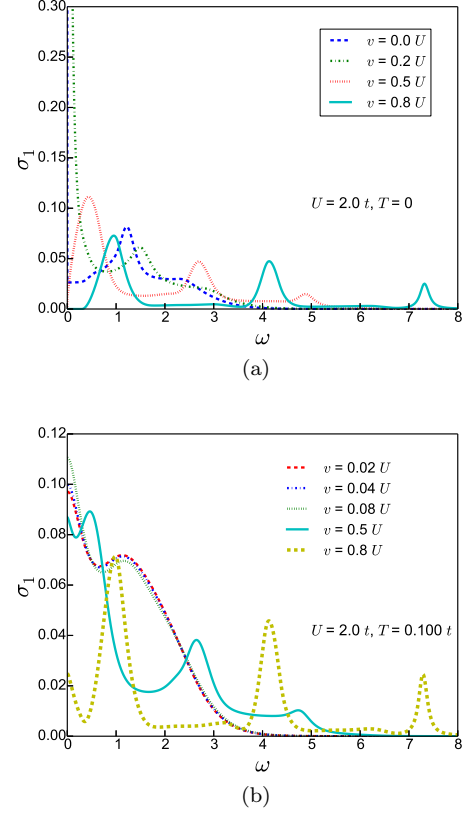 0.30
0.25
0.20
0.15
0.10
0.05
0.00
σ₁
v = 0.0 U
v = 0.2 U
v = 0.5 U
v = 0.8 U
U = 2.0 t, T = 0
0 1 2 3 4 5 6 7 8
ω
(a)
0.12
0.10
0.08
0.06
0.04
0.02
0.00
σ₁
v = 0.02 U
v = 0.04 U
v = 0.08 U
v = 0.5 U
v = 0.8 U
U = 2.0 t, T = 0.100 t
0 1 2 3 4 5 6 7 8
ω
(b)